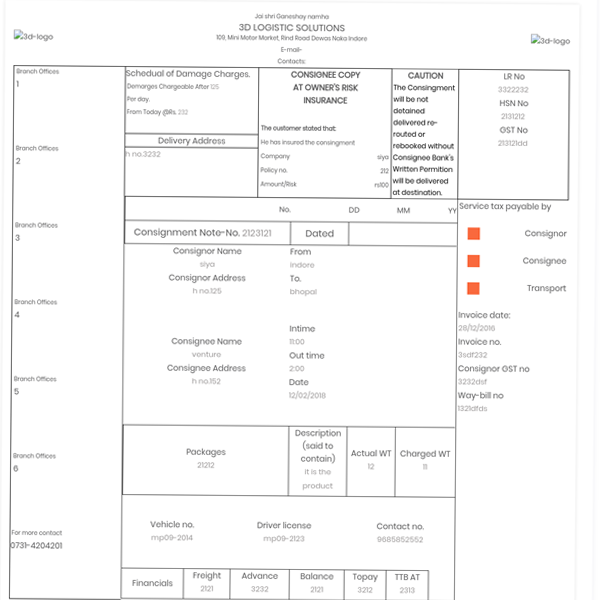 Jai shri Ganeshay namha
3D LOGISTIC SOLUTIONS
109, Mini Motor Market, Rind Road Dewas Naka Indore
E-mail-
Contacts:
3d-logo
3d-logo
Branch Offices
1
Branch Offices
2
Branch Offices
3
Branch Offices
4
Branch Offices
5
Branch Offices
6
For more contact
0731-4204201
Schedual of Damage Charges.
Demarges Chargeable After 125
Per day.
From Today @Rs. 232
Delivery Address
h no.3232
CONSIGNEE COPY
AT OWNER'S RISK
INSURANCE
The customer stated that:
He has insured the consingment
Company siya
Policy no. 212
Amount/Risk rs100
CAUTION
The Consingment
will be not
detained
delivered re-
routed or
rebooked without
Consignee Bank's
Written Permition
will be delivered
at destination.
LR No
3322232
HSN No
2131212
GST No
213121dd
No. DD MM YY
Consignment Note-No. 2123121 Dated
Consignor Name
siya
Consignor Address
h no.125
From
indore
To.
bhopal
Consignee Name
venture
Consignee Address
h no.152
Intime
11:00
Out time
2:00
Date
12/02/2018
Service tax payable by
Consignor
Consignee
Transport
Invoice date:
28/12/2016
Invoice no.
3sdf232
Consignor GST no
3232dsf
Way-bill no
1321dfds
Packages
21212
Description
(said to
contain)
it is the
product
Actual WT
12
Charged WT
11
Vehicle no.
mp09-2014
Driver license
mp09-2123
Contact no.
9685852552
Financials
Freight
2121
Advance
3232
Balance
2121
Topay
3212
TTB AT
2313